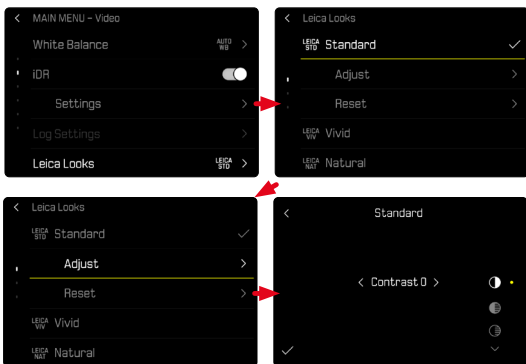 MAIN MENU – Video
White Balance AUTO WB
iDR
Settings
Log Settings
Leica Looks LEICA STD
Leica Looks
LEICA STD Standard
Adjust
Reset
LEICA VIV Vivid
LEICA NAT Natural
Leica Looks
LEICA STD Standard
Adjust
Reset
LEICA VIV Vivid
LEICA NAT Natural
Standard
< Contrast 0 >